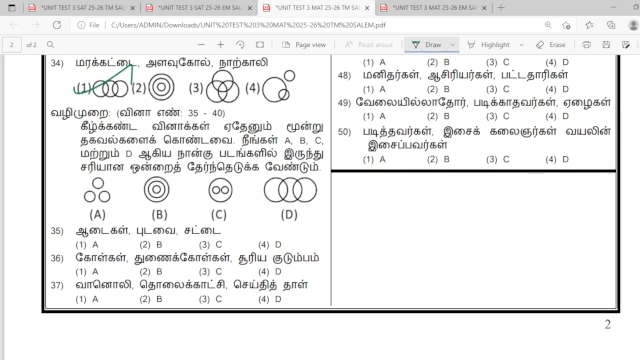 *UNIT TEST 3 SAT 25-26 TM SAL
*UNIT TEST 3 SAT 25-26 EM SAL
*UNIT TEST 3 MAT 2025-26 TM SA
*UNIT TEST 3 MAT 2025-26 EM SA
File
C:/Users/ADMIN/Downloads/UNIT%20TEST%203%20MAT%2025-26%20TM%20SALEM.pdf
2 of 2
Page view
Read aloud
Draw
Highlight
Erase
34) மரக்கட்டை, அளவுகோல், நாற்காலி
(1) (2) (3) (4)
வழிமுறை: (வினா எண்: 35 - 40)
கீழ்க்கண்ட வினாக்கள் ஏதேனும் மூன்று
தகவல்களைக் கொண்டவை. நீங்கள் A, B, C,
மற்றும் D ஆகிய நான்கு படங்களில் இருந்து
சரியான ஒன்றைத் தேர்ந்தெடுக்க வேண்டும்.
(A) (B) (C) (D)
35) ஆடைகள், புடவை, சட்டை
(1) A (2) B (3) C (4) D
36) கோள்கள், துணைக்கோள்கள், சூரிய குடும்பம்
(1) A (2) B (3) C (4) D
37) வானொலி, தொலைக்காட்சி, செய்தித் தாள்
(1) A (2) B (3) C (4) D
(1) A (2) B (3) C (4) D
48) மனிதர்கள், ஆசிரியர்கள், பட்டதாரிகள்
(1) A (2) B (3) C (4) D
49) வேலையில்லாதோர், படிக்காதவர்கள், ஏழைகள்
(1) A (2) B (3) C (4) D
50) படித்தவர்கள், இசைக் கலைஞர்கள் வயலின்
இசைப்பவர்கள்
(1) A (2) B (3) C (4) D
2